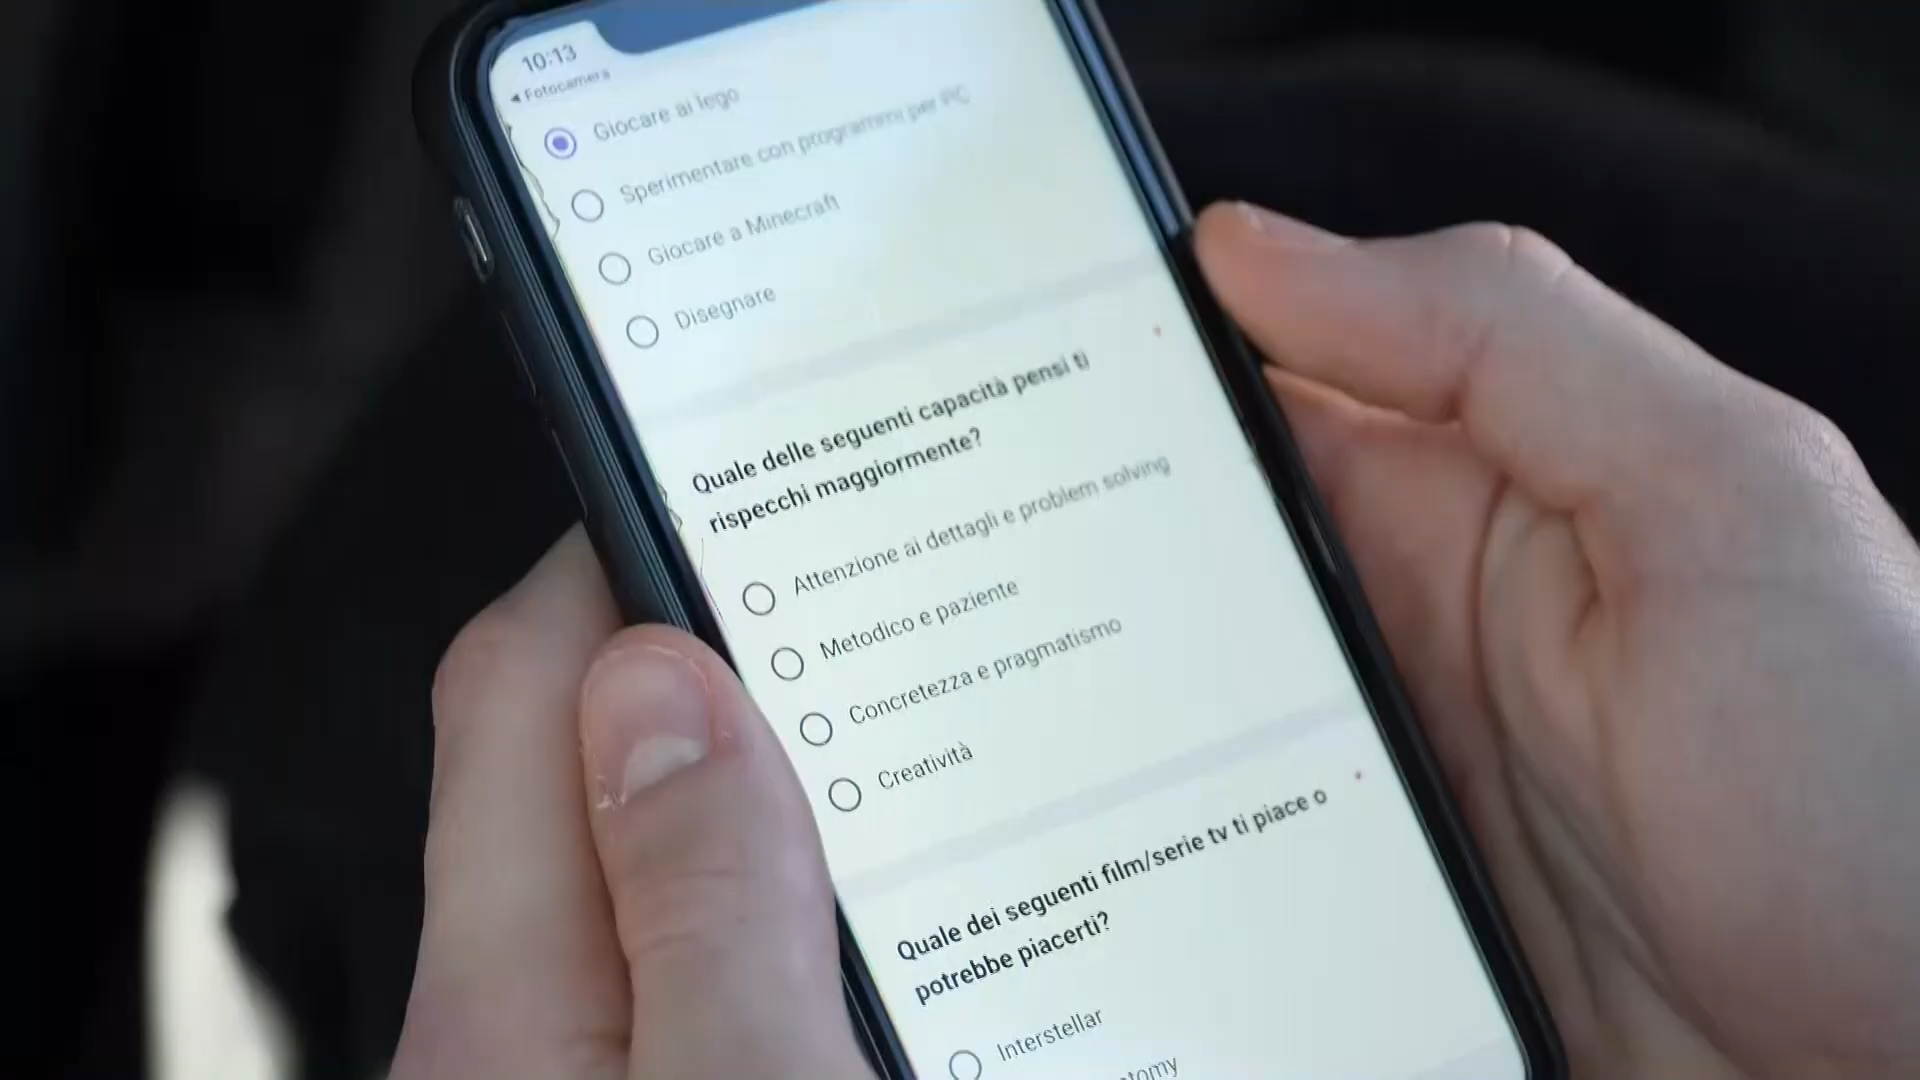 10:13
◀ Fotocamera
Giocare ai lego
Sperimentare con programmi per PC
Giocare a Minecraft
Disegnare
Quale delle seguenti capacità pensi ti
rispecchi maggiormente?
Attenzione ai dettagli e problem solving
Metodico e paziente
Concretezza e pragmatismo
Creatività
Quale dei seguenti film/serie tv ti piace o
potrebbe piacerti?
Interstellar